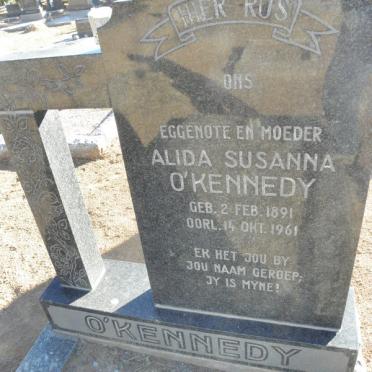 HIER RUS
ONS
EGGENOTE EN MOEDER
ALIDA SUSANNA
O'KENNEDY
GEB. 2 FEB. 1891
OORL. 14 OKT. 1961
EK HET JOU BY
JOU NAAM GEROEP;
JY IS MYNE!
O'KENNEDY